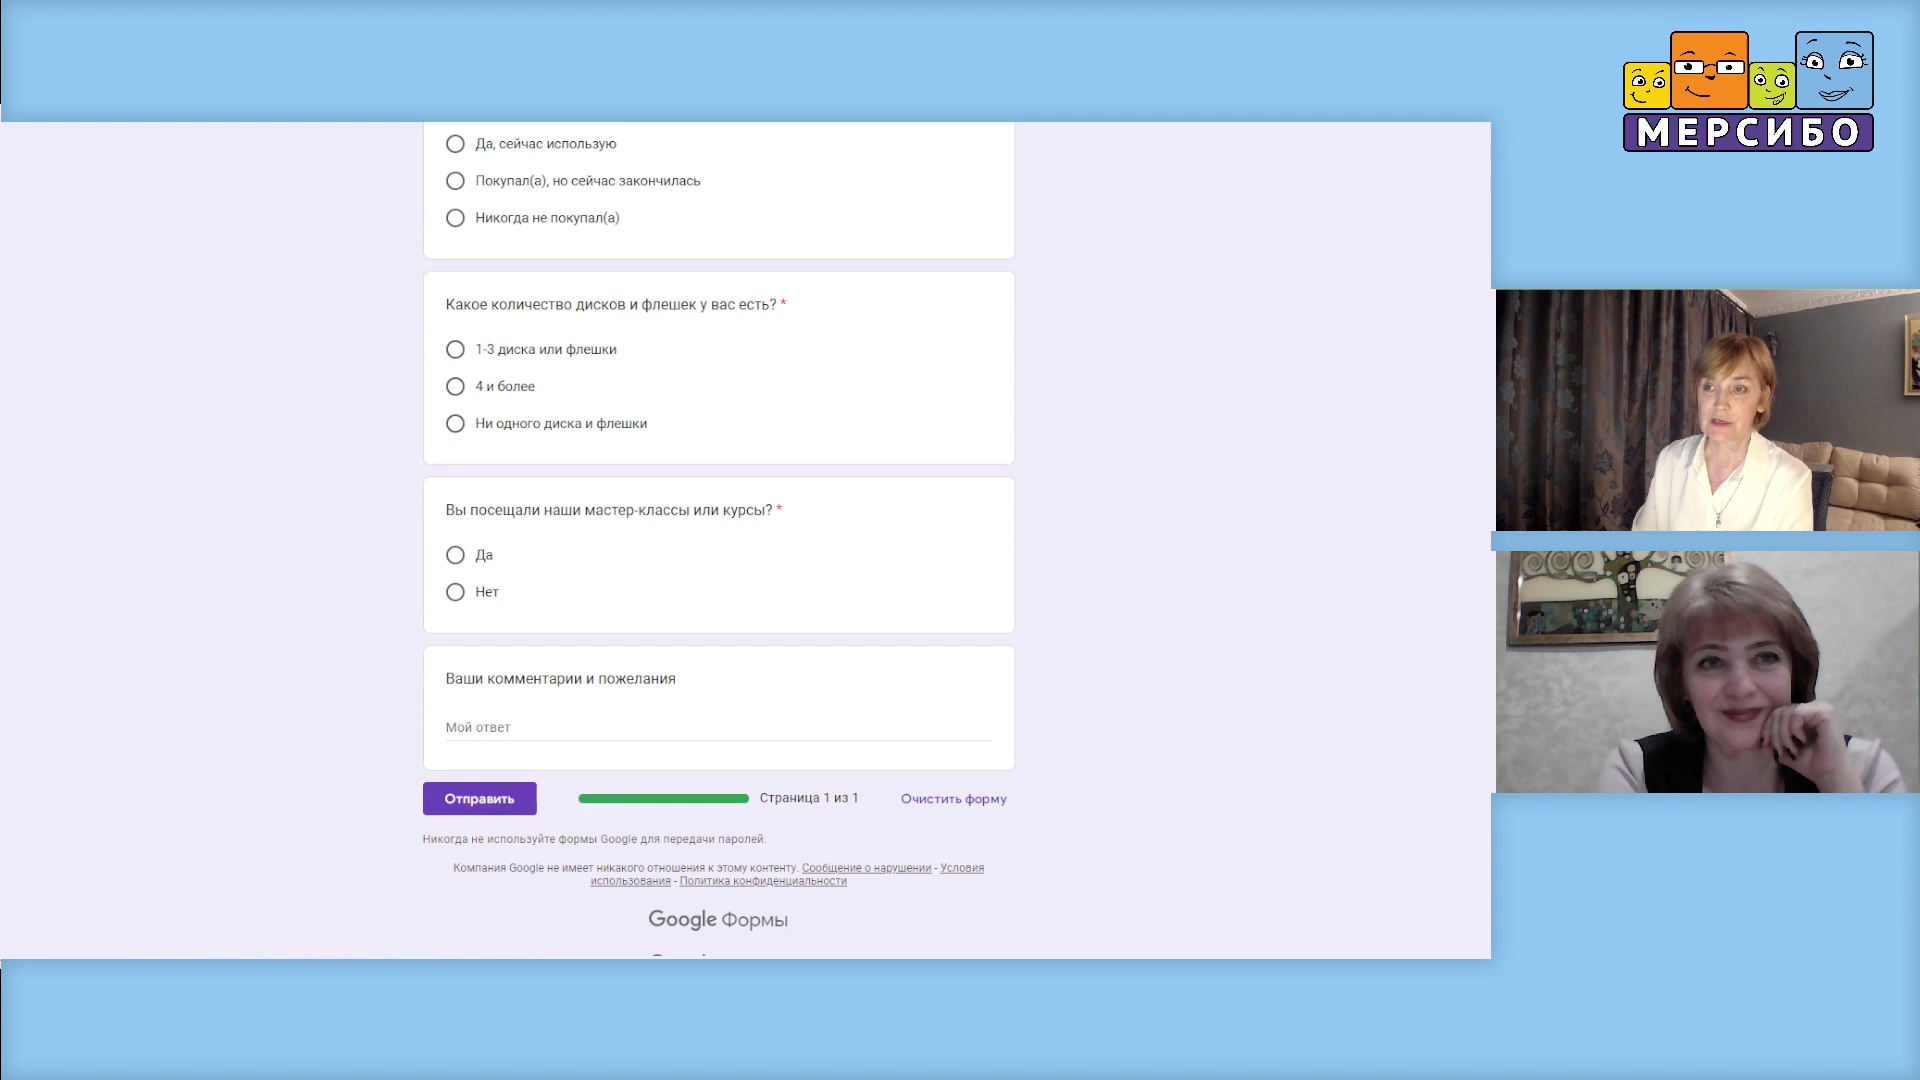 МЕРСИБО
Да, сейчас использую
Покупал(а), но сейчас закончилась
Никогда не покупал(а)
Какое количество дисков и флешек у вас есть? *
1-3 диска или флешки
4 и более
Ни одного диска и флешки
Вы посещали наши мастер-классы или курсы? *
Да
Нет
Ваши комментарии и пожелания
Мой ответ
Отправить
Страница 1 из 1
Очистить форму
Никогда не используйте формы Google для передачи паролей.
Компания Google не имеет никакого отношения к этому контенту. Сообщение о нарушении - Условия
использования - Политика конфиденциальности
Google Формы